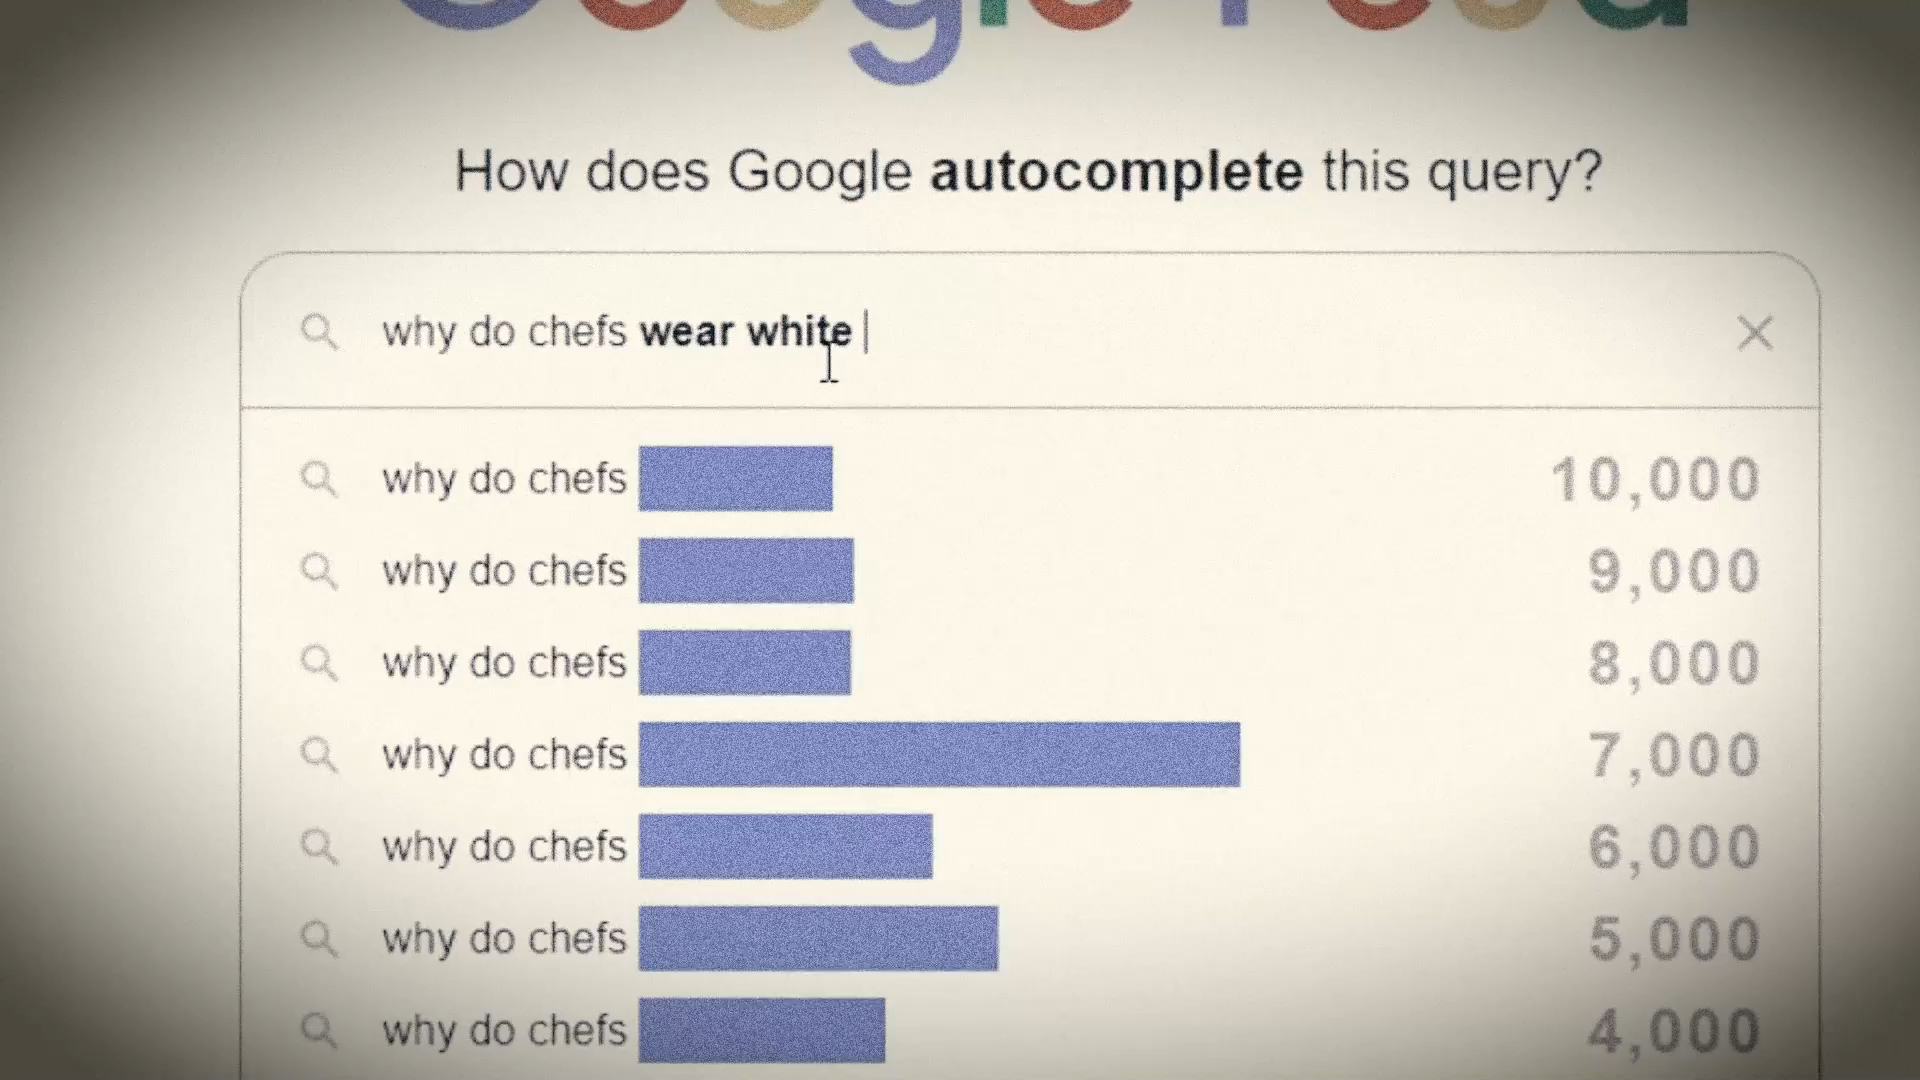 How does Google autocomplete this query?
why do chefs wear white
why do chefs 10,000
why do chefs 9,000
why do chefs 8,000
why do chefs 7,000
why do chefs 6,000
why do chefs 5,000
why do chefs 4,000